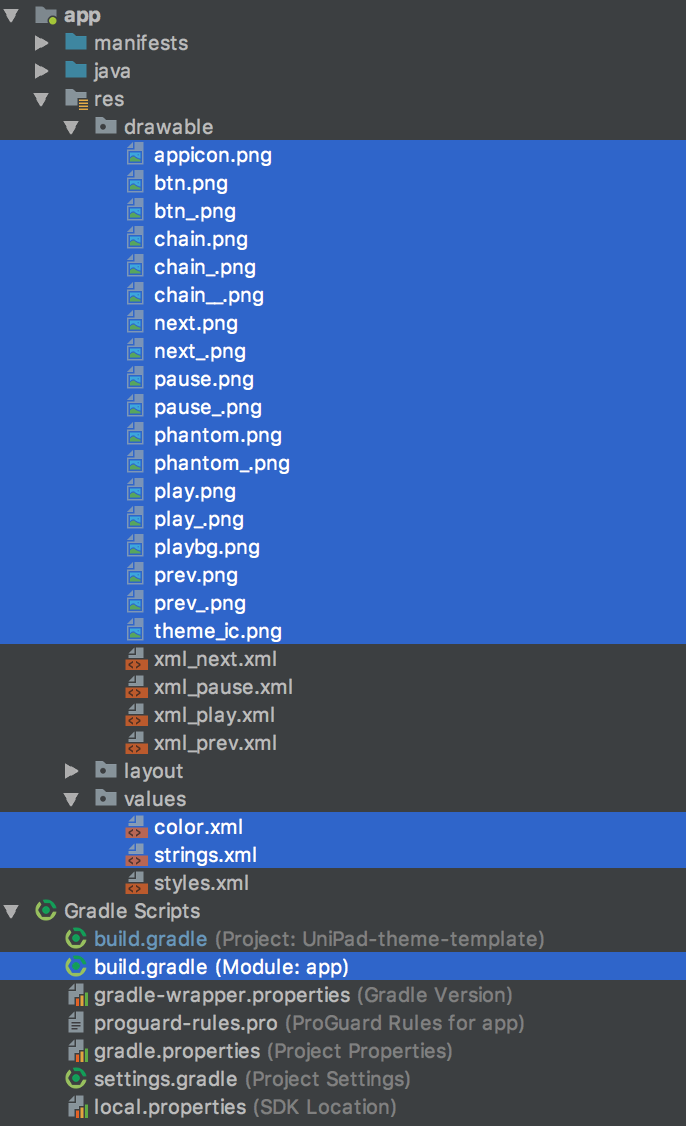 app
manifests
java
res
drawable
appicon.png
btn.png
btn_.png
chain.png
chain_.png
chain__.png
next.png
next_.png
pause.png
pause_.png
phantom.png
phantom_.png
play.png
play_.png
playbg.png
prev.png
prev_.png
theme_ic.png
xml_next.xml
xml_pause.xml
xml_play.xml
xml_prev.xml
layout
values
color.xml
strings.xml
styles.xml
Gradle Scripts
build.gradle (Project: UniPad-theme-template)
build.gradle (Module: app)
gradle-wrapper.properties (Gradle Version)
proguard-rules.pro (ProGuard Rules for app)
gradle.properties (Project Properties)
settings.gradle (Project Settings)
local.properties (SDK Location)